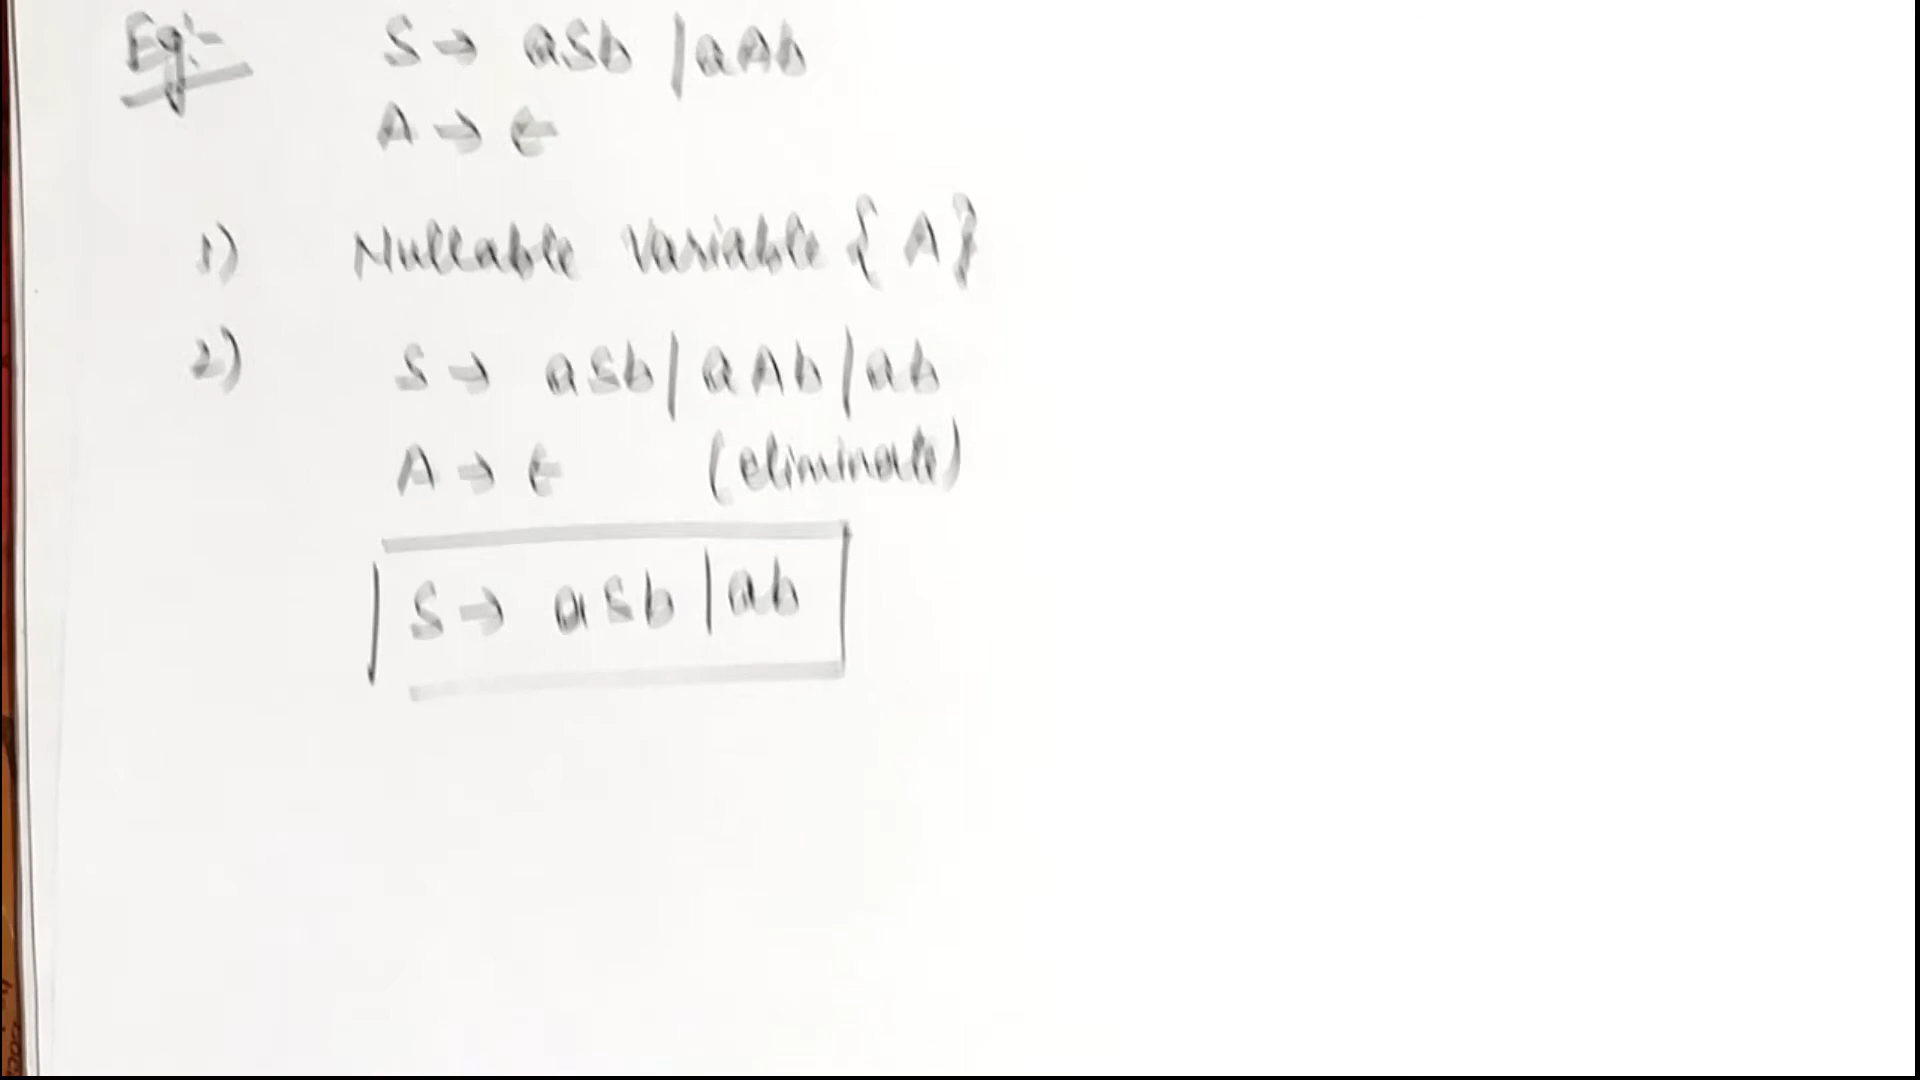 Eg:- S → aSb | aAb
A → ϵ
1) Nullable Variable {A}
2) S → aSb | aAb | ab
A → ϵ (eliminate)
S → aSb | ab